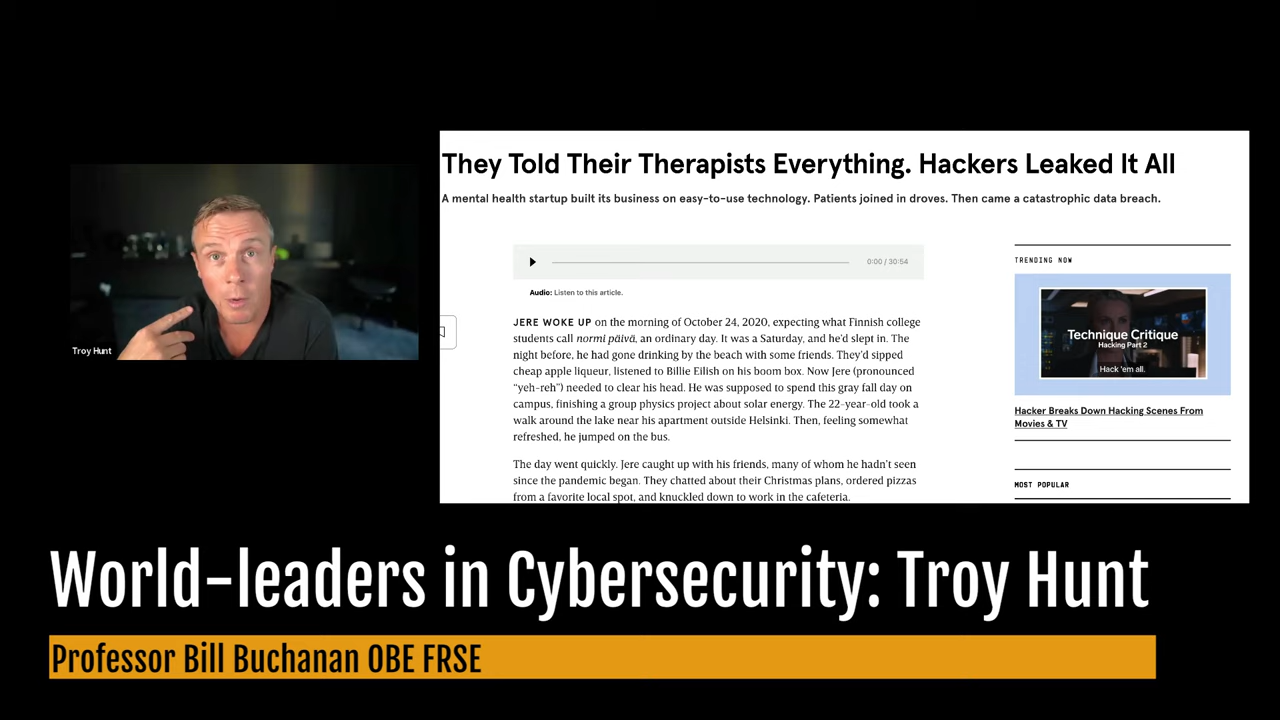 They Told Their Therapists Everything. Hackers Leaked It All
A mental health startup built its business on easy-to-use technology. Patients joined in droves. Then came a catastrophic data breach.
0:00 / 30:54
Audio: Listen to this article.
JERE WOKE UP on the morning of October 24, 2020, expecting what Finnish college
students call normi päivä, an ordinary day. It was a Saturday, and he'd slept in. The
night before, he had gone drinking by the beach with some friends. They'd sipped
cheap apple liqueur, listened to Billie Eilish on his boom box. Now Jere (pronounced
“yeh-reh”) needed to clear his head. He was supposed to spend this gray fall day on
campus, finishing a group physics project about solar energy. The 22-year-old took a
walk around the lake near his apartment outside Helsinki. Then, feeling somewhat
refreshed, he jumped on the bus.
The day went quickly. Jere caught up with his friends, many of whom he hadn't seen
since the pandemic began. They chatted about their Christmas plans, ordered pizzas
from a favorite local spot, and knuckled down to work in the cafeteria.
TRENDING NOW
Technique Critique
Hacking Part 2
Hack 'em all.
Hacker Breaks Down Hacking Scenes From
Movies & TV
MOST POPULAR
Troy Hunt
World-leaders in Cybersecurity: Troy Hunt
Professor Bill Buchanan OBE FRSE